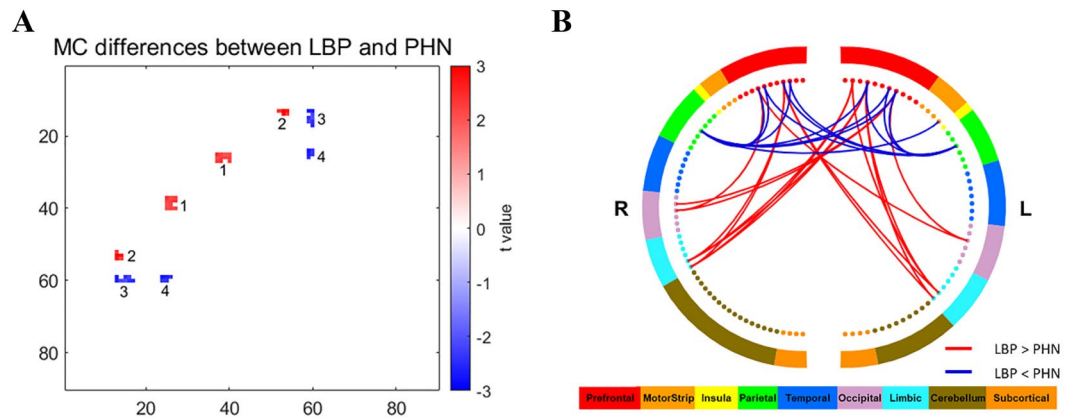 A
MC differences between LBP and PHN
20
40
60
80
20
40
60
80
1
2
3
4
1
2
3
4
3
2
1
0
-1
-2
-3
t value
B
R
L
LBP > PHN
LBP < PHN
Prefrontal MotorStrip Insula Parietal Temporal Occipital Limbic Cerebellum Subcortical